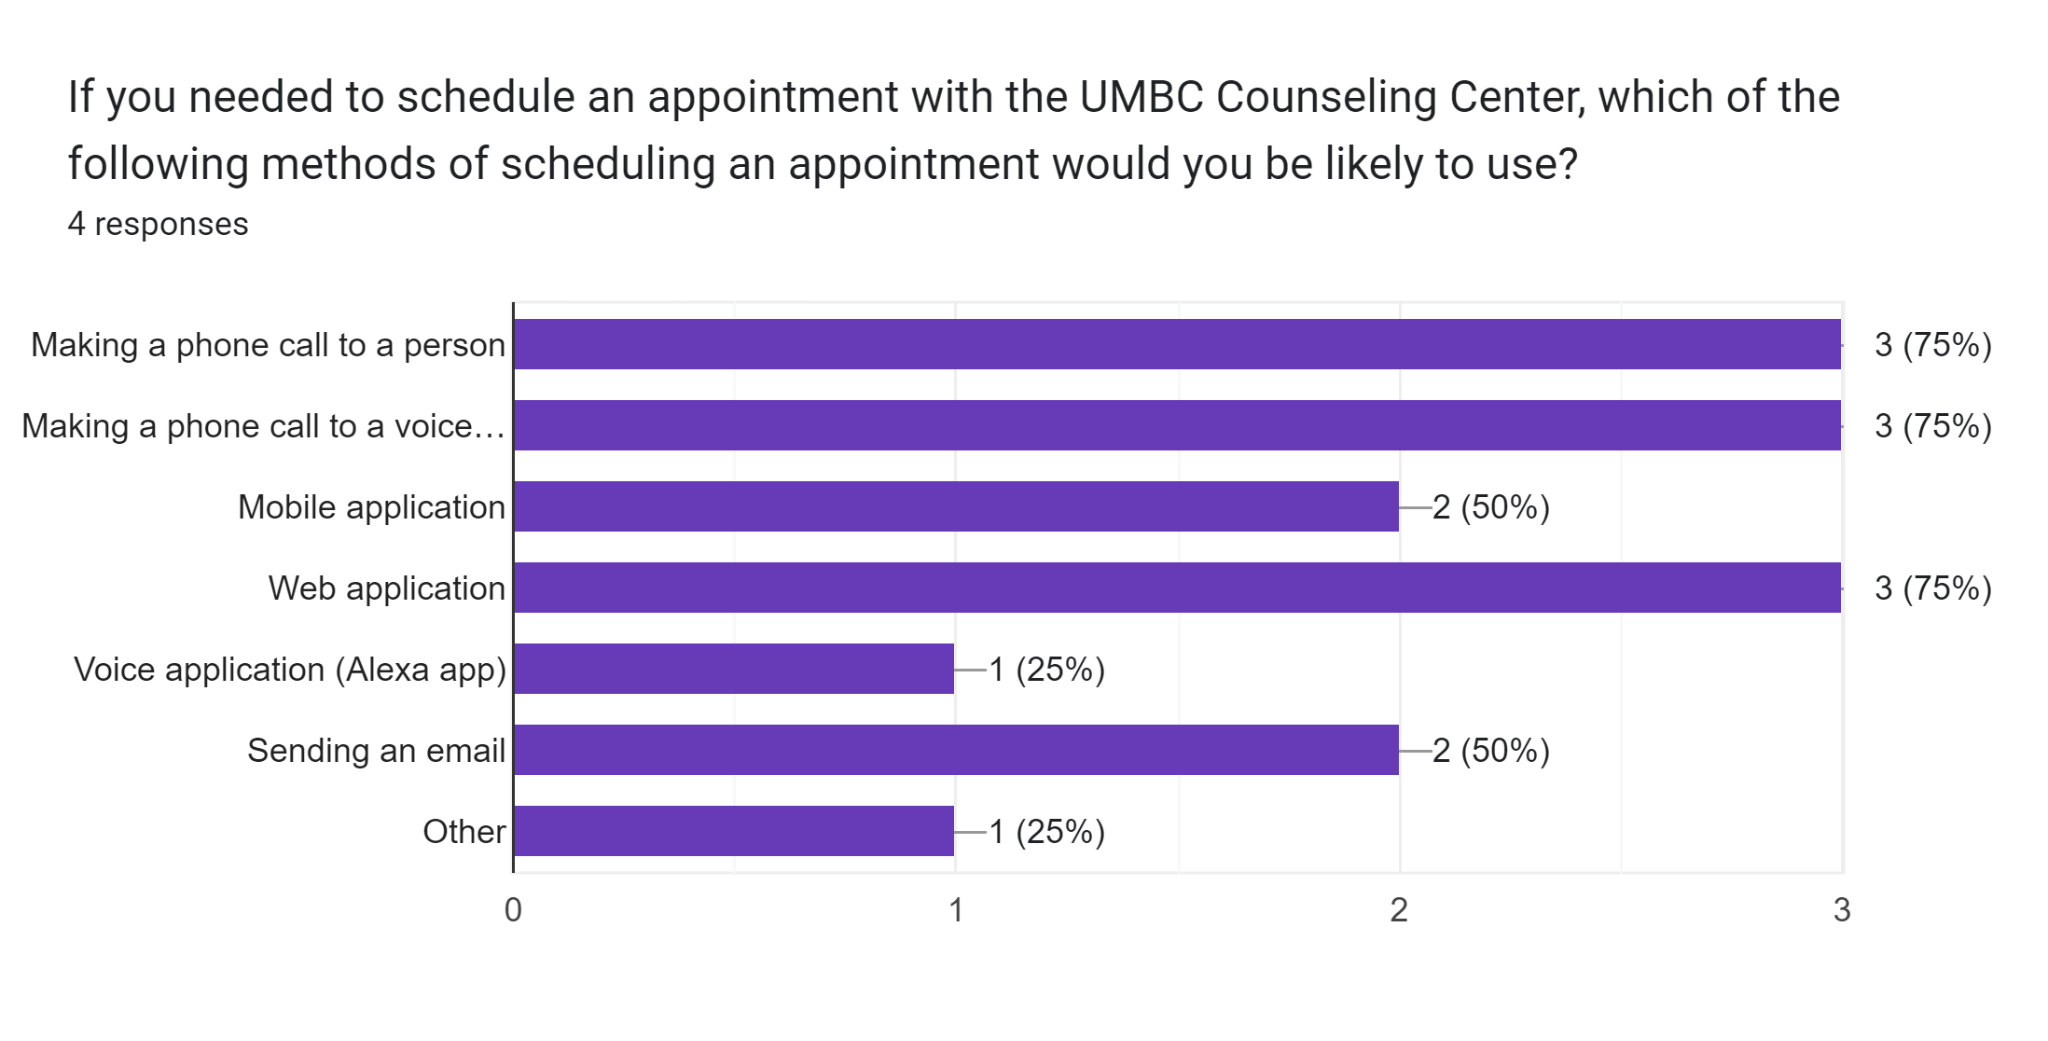 If you needed to schedule an appointment with the UMBC Counseling Center, which of the
following methods of scheduling an appointment would you be likely to use?
4 responses
Making a phone call to a person 3 (75%)
Making a phone call to a voice… 3 (75%)
Mobile application 2 (50%)
Web application 3 (75%)
Voice application (Alexa app) 1 (25%)
Sending an email 2 (50%)
Other 1 (25%)
0 1 2 3